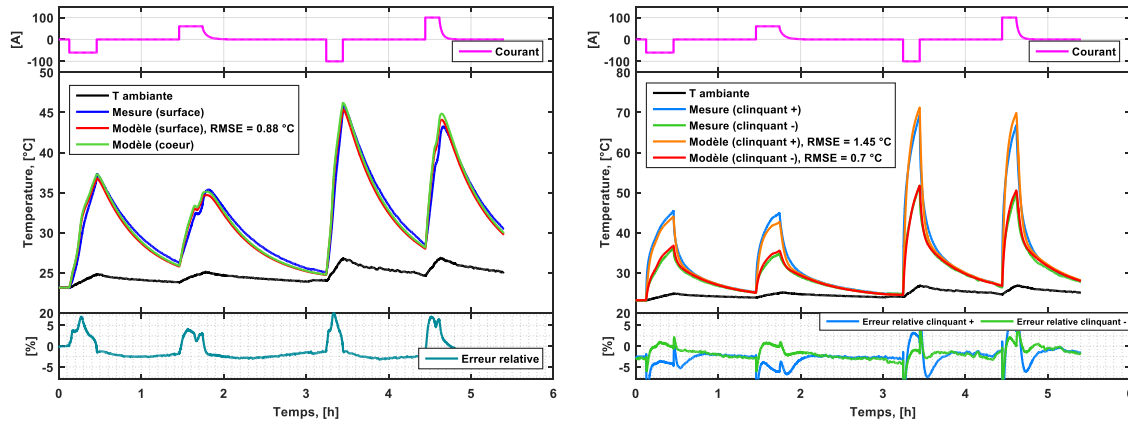 100
0
-100
[A]
Courant
50
45
40
35
30
25
20
Temperature, [°C]
T ambiante
Mesure (surface)
Modèle (surface), RMSE = 0.88 °C
Modèle (coeur)
5
0
-5
[%]
Erreur relative
0 1 2 3 4 5 6
Temps, [h]
100
0
-100
[A]
Courant
80
70
60
50
40
30
20
Temperature, [°C]
T ambiante
Mesure (clinquant +)
Mesure (clinquant -)
Modèle (clinquant +), RMSE = 1.45 °C
Modèle (clinquant -), RMSE = 0.7 °C
5
0
-5
[%]
Erreur relative clinquant + Erreur relative clinquant -
0 1 2 3 4 5 6
Temps, [h]